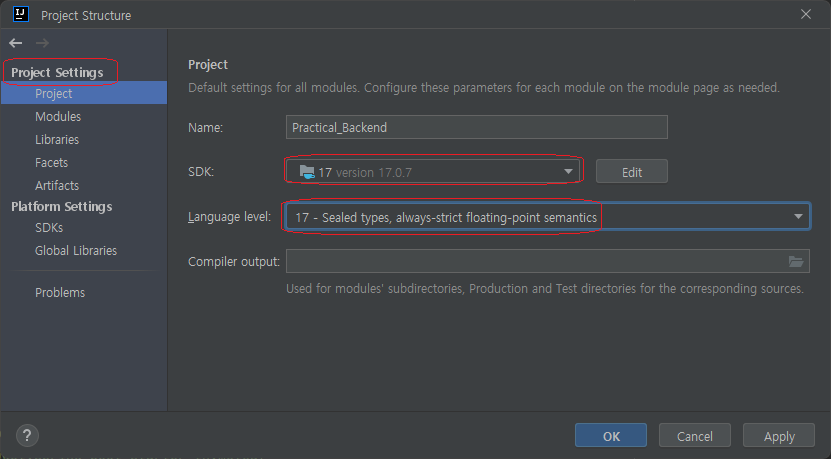 IJ
Project Structure
Project Settings
Project
Modules
Libraries
Facets
Artifacts
Platform Settings
SDKs
Global Libraries
Problems
Project
Default settings for all modules. Configure these parameters for each module on the module page as needed.
Name: Practical_Backend
SDK: 17 version 17.0.7 Edit
Language level: 17 - Sealed types, always-strict floating-point semantics
Compiler output:
Used for modules' subdirectories, Production and Test directories for the corresponding sources.
? OK Cancel Apply